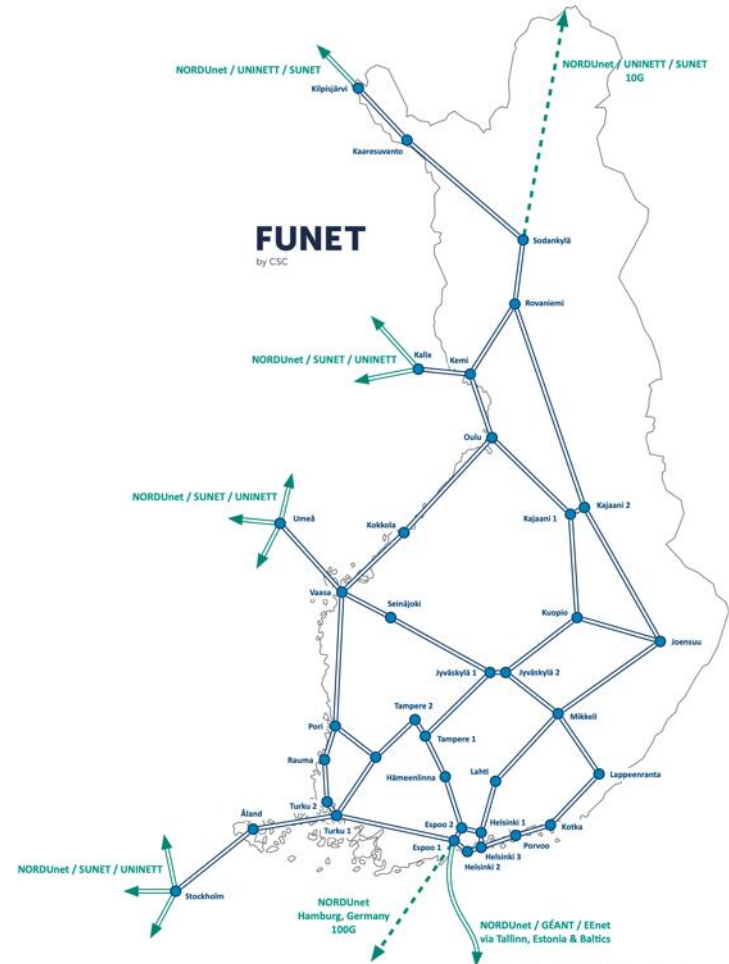 NORDUnet / UNINETT / SUNET
Kilpisjärvi
NORDUnet / UNINETT / SUNET
10G
Kaaresuvanto
FUNET
by CSC
Sodankylä
Rovaniemi
Kalix
Kemi
NORDUnet / SUNET / UNINETT
Oulu
NORDUnet / SUNET / UNINETT
Umeå
Kokkola
Kajaani 1
Kajaani 2
Vaasa
Seinäjoki
Kuopio
Joensuu
Jyväskylä 1
Jyväskylä 2
Tampere 2
Mikkeli
Pori
Tampere 1
Rauma
Hämeenlinna
Lahti
Lappeenranta
Turku 2
Åland
Turku 1
Espoo 2
Helsinki 1
Kotka
Porvoo
Espoo 1
Helsinki 3
Helsinki 2
NORDUnet / SUNET / UNINETT
Stockholm
NORDUnet
Hamburg, Germany
100G
NORDUnet / GÉANT / EEnet
via Tallinn, Estonia & Baltics